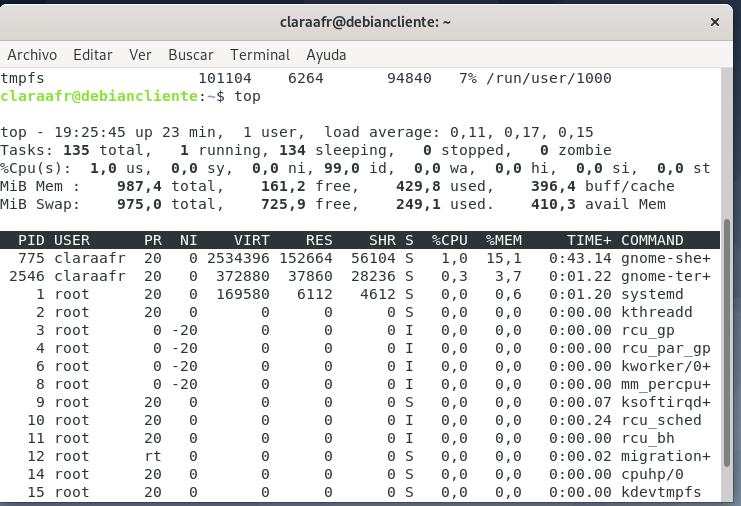 claraafr@debiancliente: ~
×
Archivo Editar Ver Buscar Terminal Ayuda
tmpfs 101104 6264 94840 7% /run/user/1000
claraafr@debiancliente:~$ top
top - 19:25:45 up 23 min, 1 user, load average: 0,11, 0,17, 0,15
Tasks: 135 total, 1 running, 134 sleeping, 0 stopped, 0 zombie
%Cpu(s): 1,0 us, 0,0 sy, 0,0 ni, 99,0 id, 0,0 wa, 0,0 hi, 0,0 si, 0,0 st
MiB Mem : 987,4 total, 161,2 free, 429,8 used, 396,4 buff/cache
MiB Swap: 975,0 total, 725,9 free, 249,1 used. 410,3 avail Mem
PID USER PR NI VIRT RES SHR S %CPU %MEM TIME+ COMMAND
775 claraafr 20 0 2534396 152664 56104 S 1,0 15,1 0:43.14 gnome-she+
2546 claraafr 20 0 372880 37860 28236 S 0,3 3,7 0:01.22 gnome-ter+
1 root 20 0 169580 6112 4612 S 0,0 0,6 0:01.20 systemd
2 root 20 0 0 0 0 S 0,0 0,0 0:00.00 kthreadd
3 root 0 -20 0 0 0 I 0,0 0,0 0:00.00 rcu_gp
4 root 0 -20 0 0 0 I 0,0 0,0 0:00.00 rcu_par_gp
6 root 0 -20 0 0 0 I 0,0 0,0 0:00.00 kworker/0+
8 root 0 -20 0 0 0 I 0,0 0,0 0:00.00 mm_percpu+
9 root 20 0 0 0 0 S 0,0 0,0 0:00.07 ksoftirqd+
10 root 20 0 0 0 0 I 0,0 0,0 0:00.24 rcu_sched
11 root 20 0 0 0 0 I 0,0 0,0 0:00.00 rcu_bh
12 root rt 0 0 0 0 S 0,0 0,0 0:00.02 migration+
14 root 20 0 0 0 0 S 0,0 0,0 0:00.00 cpuhp/0
15 root 20 0 0 0 0 S 0,0 0,0 0:00.00 kdevtmpfs